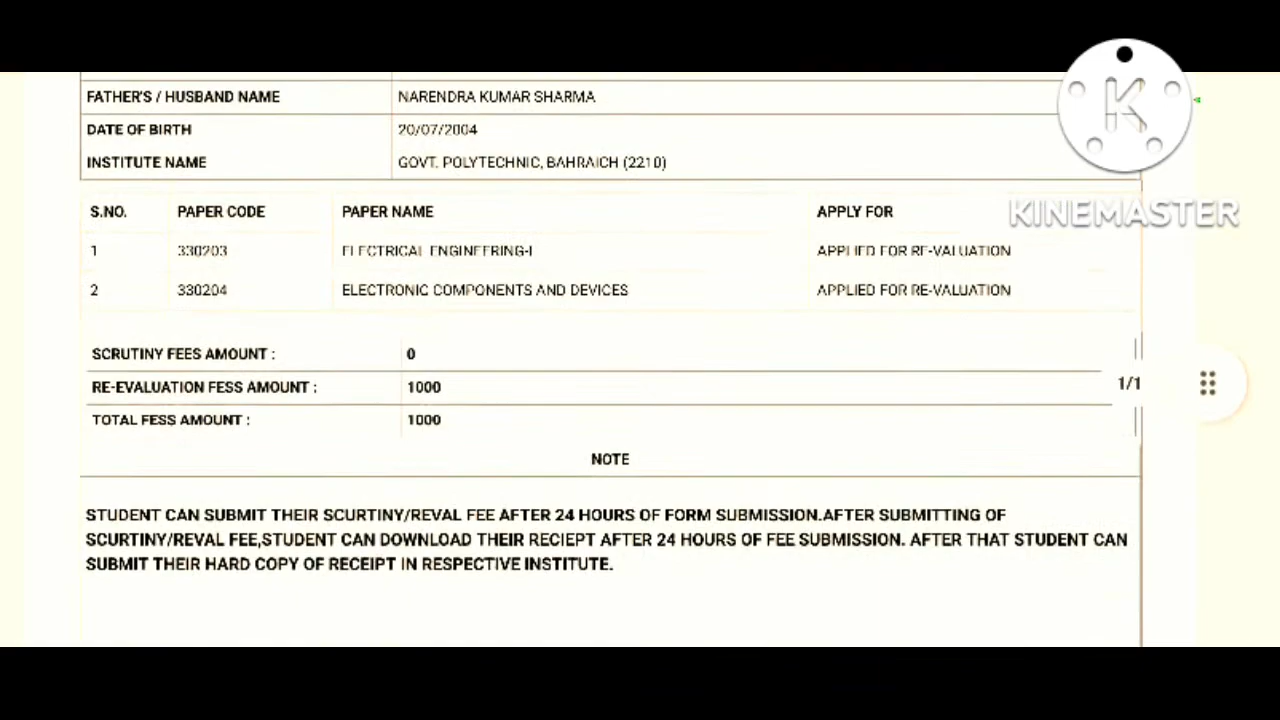 FATHER'S / HUSBAND NAME NARENDRA KUMAR SHARMA
DATE OF BIRTH 20/07/2004
INSTITUTE NAME GOVT. POLYTECHNIC, BAHRAICH (2210)
K
KINEMASTER
S.NO. PAPER CODE PAPER NAME APPLY FOR
1 330203 ELECTRICAL ENGINEERING-I APPLIED FOR RE-VALUATION
2 330204 ELECTRONIC COMPONENTS AND DEVICES APPLIED FOR RE-VALUATION
SCRUTINY FEES AMOUNT : 0
RE-EVALUATION FESS AMOUNT : 1000
1/1
TOTAL FESS AMOUNT : 1000
NOTE
STUDENT CAN SUBMIT THEIR SCURTINY/REVAL FEE AFTER 24 HOURS OF FORM SUBMISSION.AFTER SUBMITTING OF
SCURTINY/REVAL FEE,STUDENT CAN DOWNLOAD THEIR RECIEPT AFTER 24 HOURS OF FEE SUBMISSION. AFTER THAT STUDENT CAN
SUBMIT THEIR HARD COPY OF RECEIPT IN RESPECTIVE INSTITUTE.